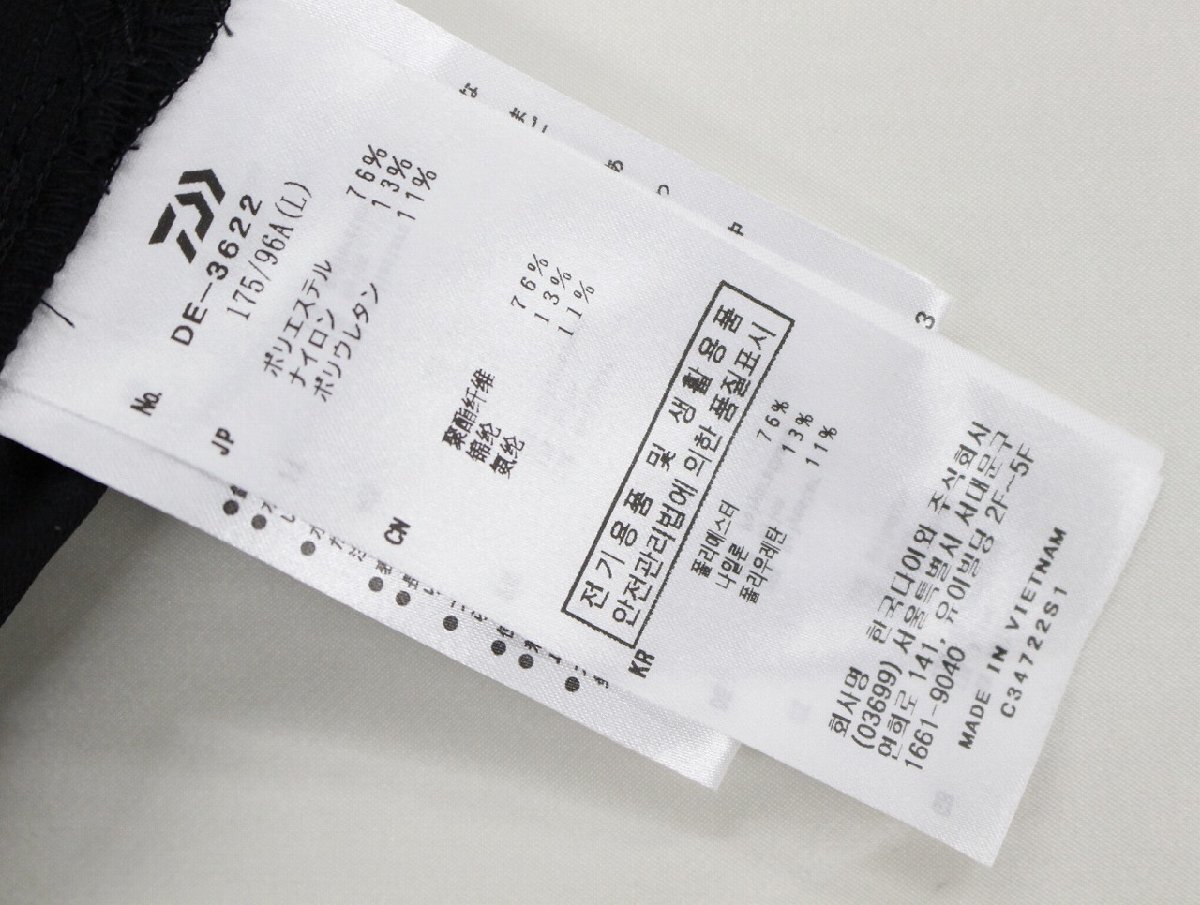 No. DE-3622
175/96A(L)
JP
ポリエステル 76%
ナイロン 13%
ポリウレタン 11%
CN
聚酯纤维 76%
锦纶 13%
氨纶 11%
전기용품 및 생활용품
안전관리법에 의한 품질표시
KR
폴리에스터 76%
나일론 13%
폴리우레탄 11%
회사명 한국다이와 주식회사
(03699) 서울특별시 서대문구
연희로 141, 유이빌딩 2F~5F
1661-9040
MADE IN VIETNAM
C34722S1